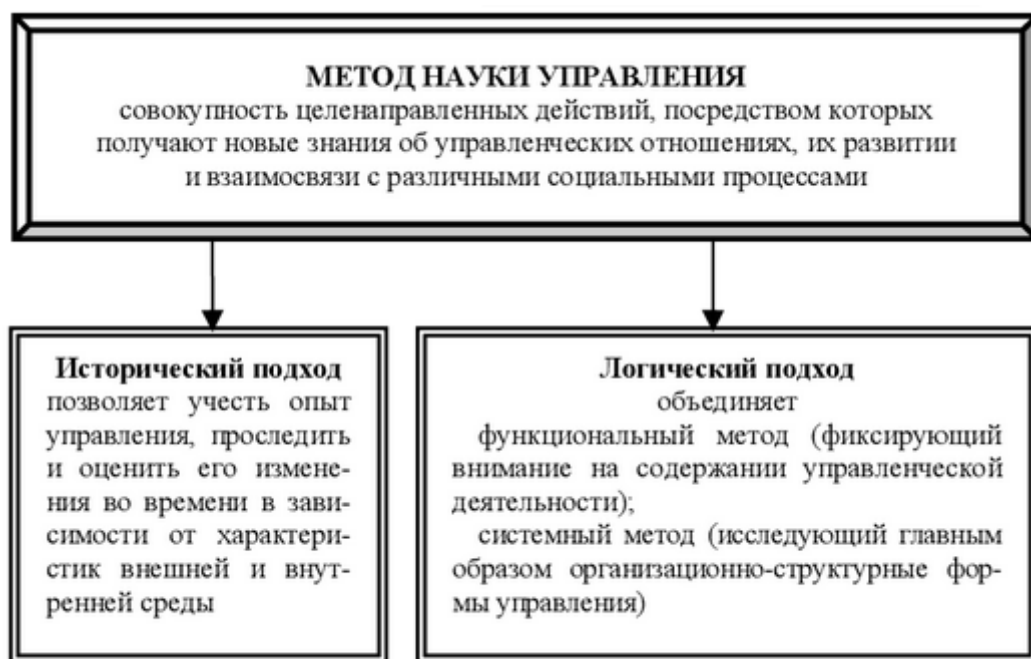 МЕТОД НАУКИ УПРАВЛЕНИЯ
совокупность целенаправленных действий, посредством которых
получают новые знания об управленческих отношениях, их развитии
и взаимосвязи с различными социальными процессами
Исторический подход
позволяет учесть опыт
управления, проследить
и оценить его измене-
ния во времени в зави-
симости от характери-
стик внешней и внут-
ренней среды
Логический подход
объединяет
функциональный метод (фиксирующий
внимание на содержании управленческой
деятельности);
системный метод (исследующий главным
образом организационно-структурные фор-
мы управления)